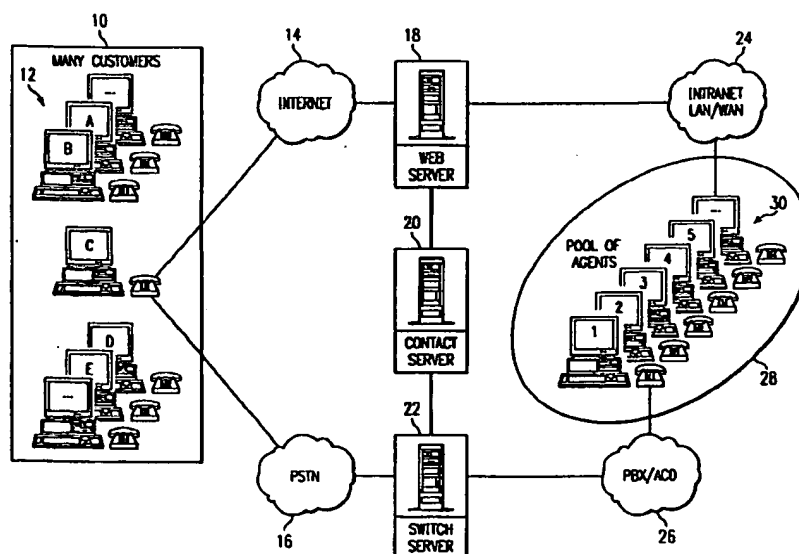 10
14
18
24
MANY CUSTOMERS
12
---
A
B
INTERNET
WEB
SERVER
INTRANET
LAN/WAN
C
20
CONTACT
SERVER
POOL OF
AGENTS
---
30
5
4
3
2
1
28
D
E
---
22
PSTN
16
SWITCH
SERVER
PBX/ACD
26